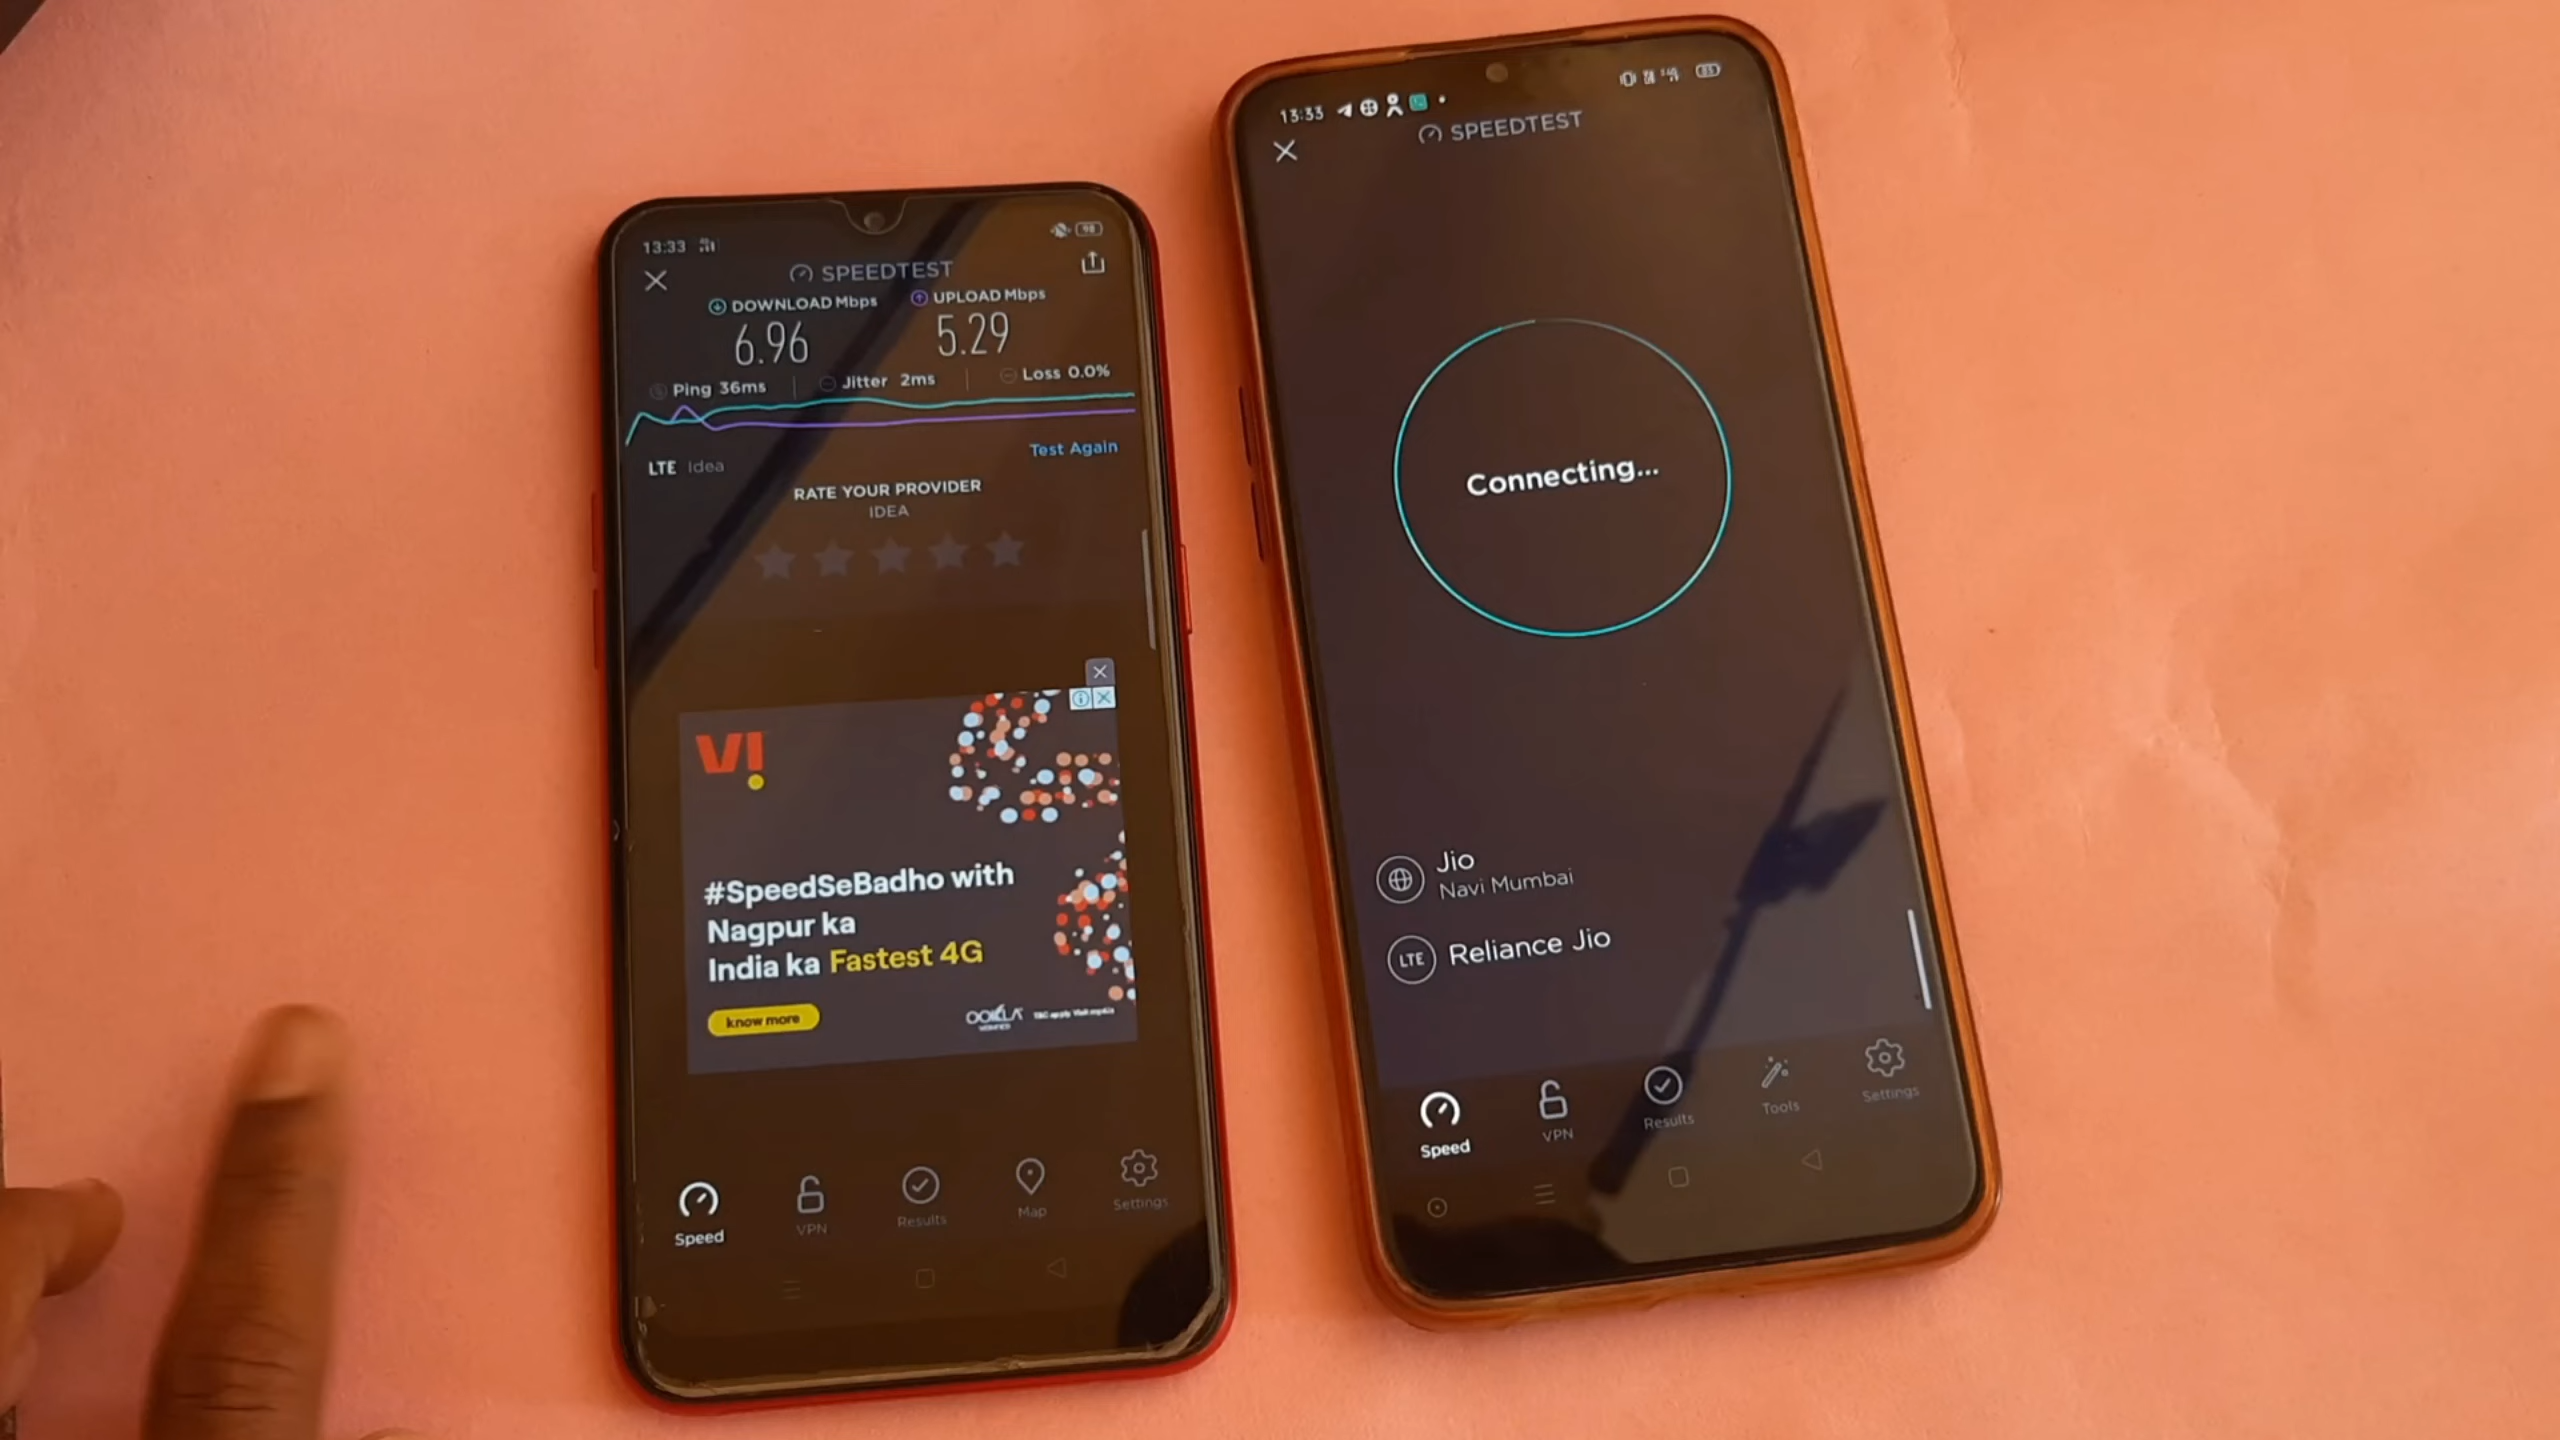 13:33
98
SPEEDTEST
DOWNLOAD Mbps
UPLOAD Mbps
6.96
5.29
Ping 36ms
Jitter 2ms
Loss 0.0%
Test Again
LTE Idea
RATE YOUR PROVIDER
IDEA
VI
#SpeedSeBadho with
Nagpur ka
India ka Fastest 4G
know more
OOKLA
Speed
VPN
Results
Map
Settings
13:33
SPEEDTEST
Connecting...
Jio
Navi Mumbai
LTE Reliance Jio
Speed
VPN
Results
Tools
Settings